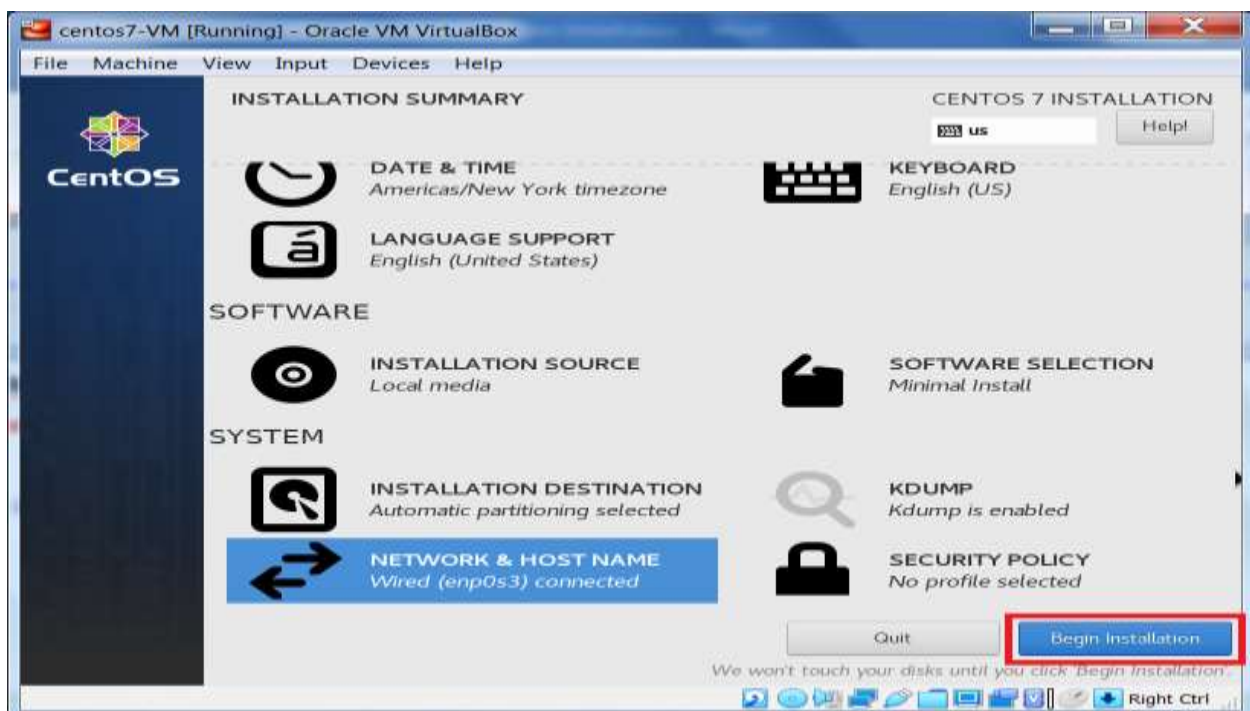 centos7-VM [Running] - Oracle VM VirtualBox
File Machine View Input Devices Help
INSTALLATION SUMMARY
CENTOS 7 INSTALLATION
us
Help!
CentOS
DATE & TIME
Americas/New York timezone
KEYBOARD
English (US)
á
LANGUAGE SUPPORT
English (United States)
SOFTWARE
INSTALLATION SOURCE
Local media
SOFTWARE SELECTION
Minimal Install
SYSTEM
INSTALLATION DESTINATION
Automatic partitioning selected
KDUMP
Kdump is enabled
NETWORK & HOST NAME
Wired (enp0s3) connected
SECURITY POLICY
No profile selected
Quit
Begin Installation
We won't touch your disks until you click 'Begin Installation'.
Right Ctrl